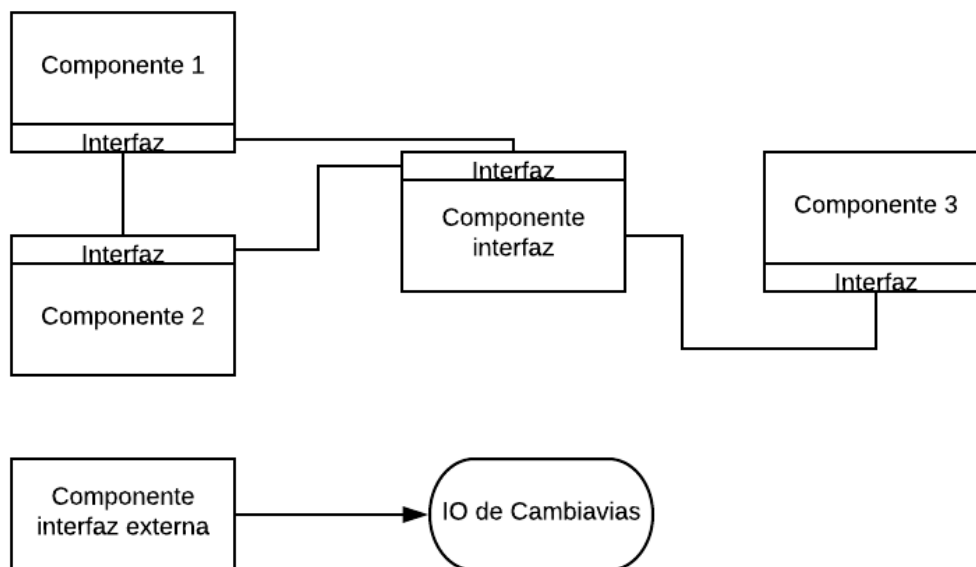 Componente 1
Interfaz
Interfaz
Componente 2
Interfaz
Componente
interfaz
Componente 3
Interfaz
Componente
interfaz externa
IO de Cambiavias